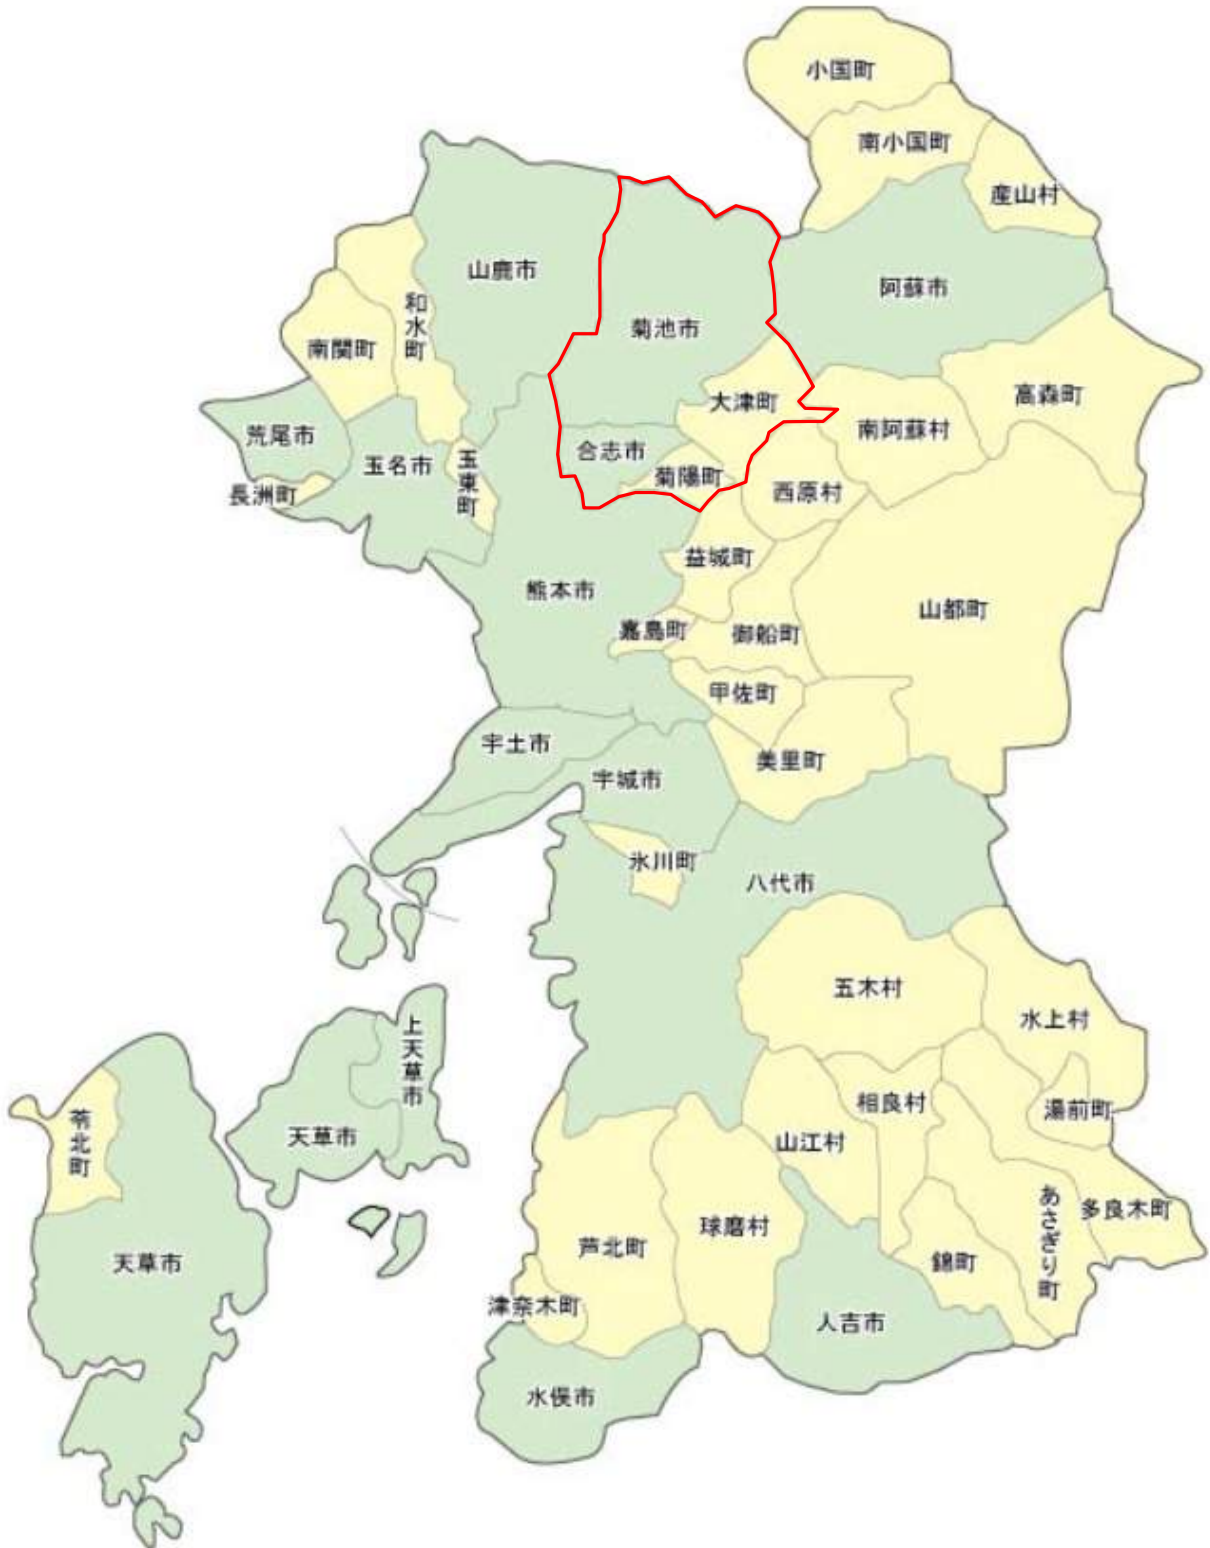 小国町
南小国町
産山村
山鹿市
阿蘇市
和水町
菊池市
南関町
大津町
高森町
南阿蘇村
荒尾市
玉名市
玉東町
合志市
菊陽町
長洲町
西原村
益城町
熊本市
山都町
嘉島町
御船町
甲佐町
宇土市
美里町
宇城市
氷川町
八代市
五木村
水上村
上天草市
相良村
湯前町
苓北町
天草市
山江村
あさぎり町
多良木町
球磨村
芦北町
天草市
錦町
津奈木町
人吉市
水俣市